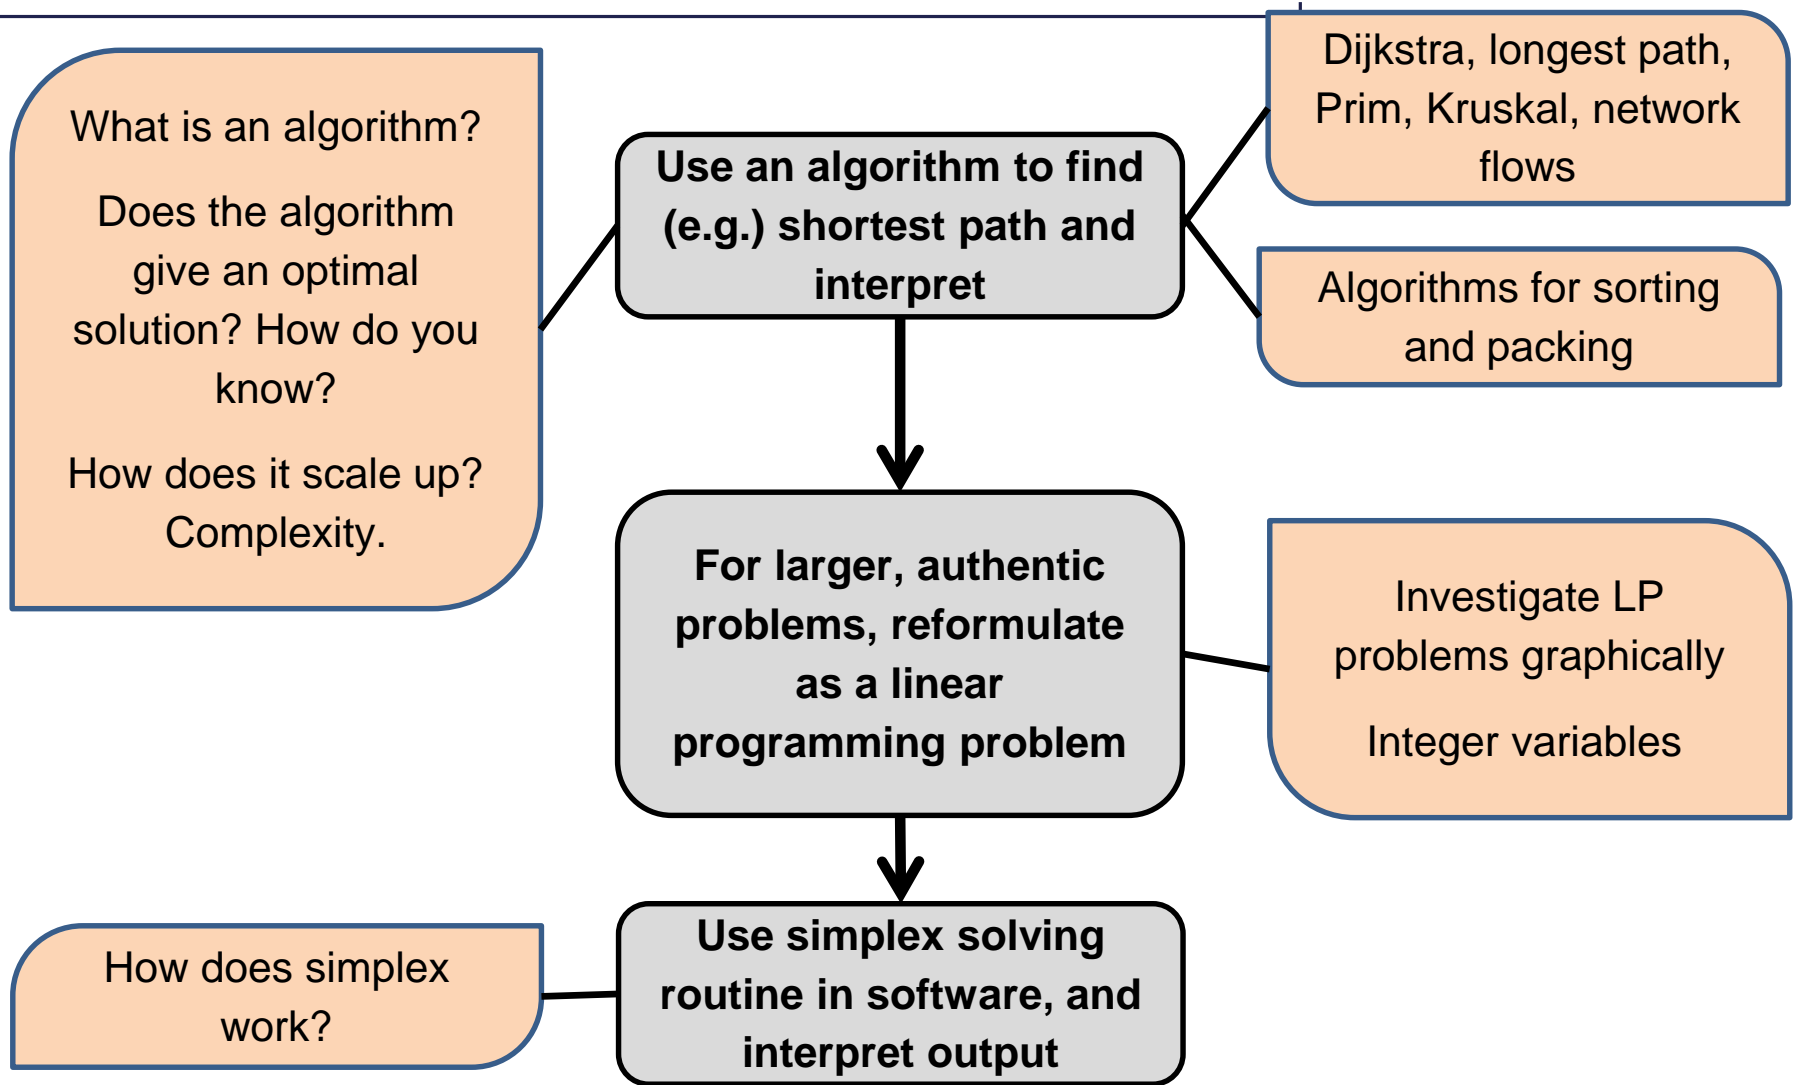 What is an algorithm?
Does the algorithm
give an optimal
solution? How do you
know?
How does it scale up?
Complexity.
Use an algorithm to find
(e.g.) shortest path and
interpret
Dijkstra, longest path,
Prim, Kruskal, network
flows
Algorithms for sorting
and packing
For larger, authentic
problems, reformulate
as a linear
programming problem
Investigate LP
problems graphically
Integer variables
How does simplex
work?
Use simplex solving
routine in software, and
interpret output